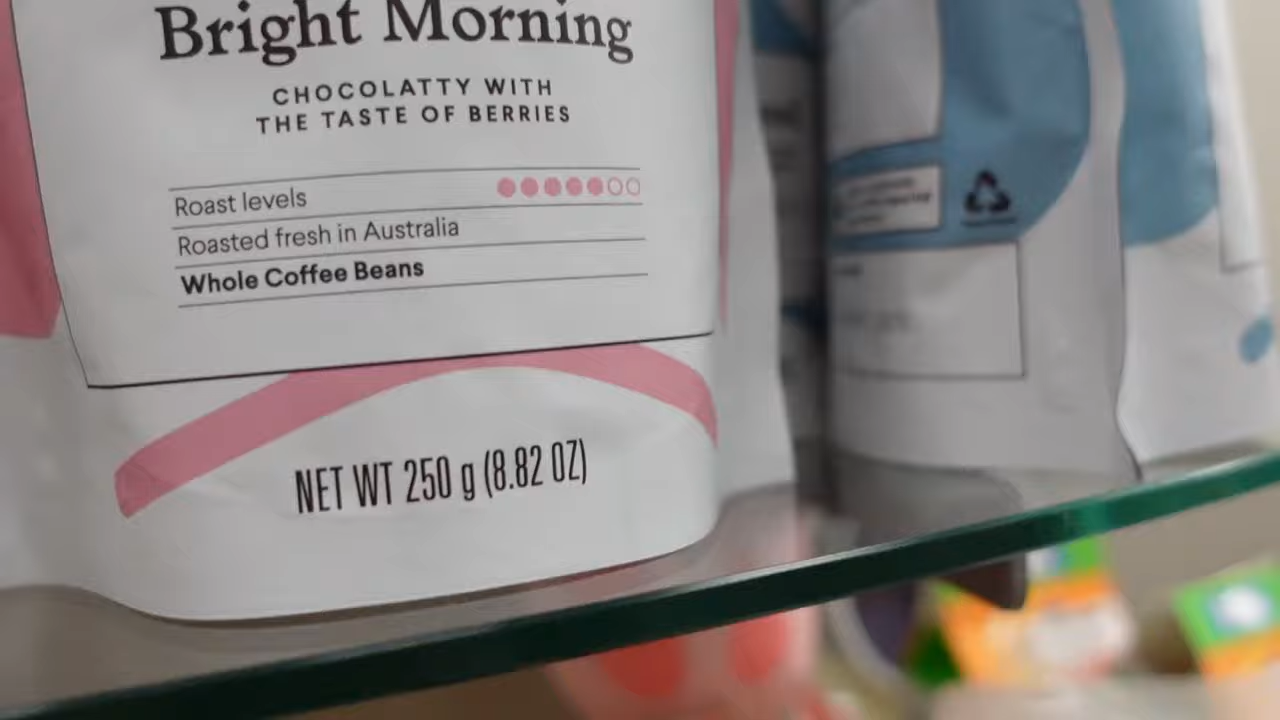 Bright Morning
CHOCOLATTY WITH
THE TASTE OF BERRIES
Roast levels
Roasted fresh in Australia
Whole Coffee Beans
NET WT 250 g (8.82 OZ)